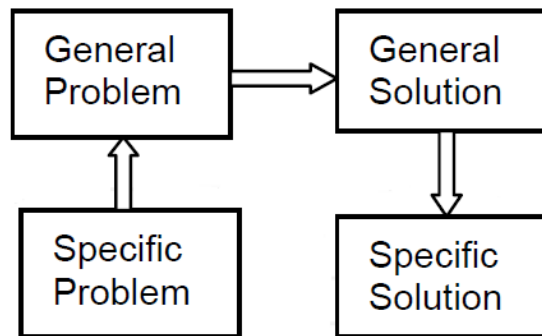 General
Problem
General
Solution
Specific
Problem
Specific
Solution